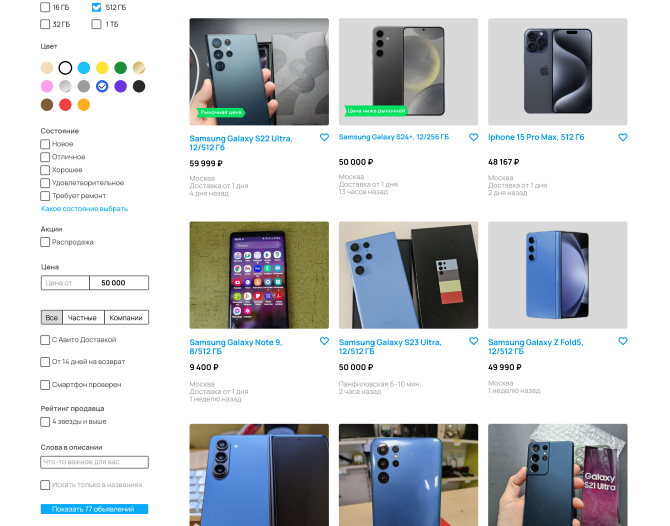 16 ГБ
512 ГБ
32 ГБ
1 ТБ
Цвет
Состояние
Новое
Отличное
Хорошее
Удовлетворительное
Требует ремонт
Какое состояние выбрать
Акции
Распродажа
Цена
Цена от
50 000
Все
Частные
Компании
С Авито Доставкой
От 14 дней на возврат
Смартфон проверен
Рейтинг продавца
4 звезды и выше
Слова в описании
Что-то важное для вас
Искать только в названиях
Показать 77 объявлений
Рыночная цена
Samsung Galaxy S22 Ultra,
12/512 ГБ
59 999 ₽
Москва
Доставка от 1 дня
4 дня назад
Цена ниже рыночной
Samsung Galaxy S24+, 12/256 ГБ
50 000 ₽
Москва
Доставка от 1 дня
13 часов назад
Iphone 15 Pro Max, 512 Гб
48 167 ₽
Москва
Доставка от 1 дня
2 дня назад
Samsung Galaxy Note 9,
8/512 ГБ
9 400 ₽
Москва
Доставка от 1 дня
1 неделю назад
Samsung Galaxy S23 Ultra,
12/512 ГБ
50 000 ₽
Панфиловская 6–10 мин.
2 часа назад
Samsung Galaxy Z Fold5,
12/512 ГБ
49 990 ₽
Москва
1 неделю назад
Galaxy
S21 Ultra